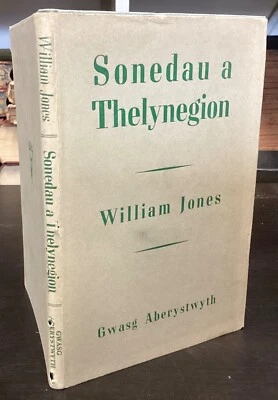 Sonedau a
Thelynegion
William Jones
Gwasg Aberystwyth
William Jones
Sonedau a Thelynegion
GWASG
ABERYSTWYTH